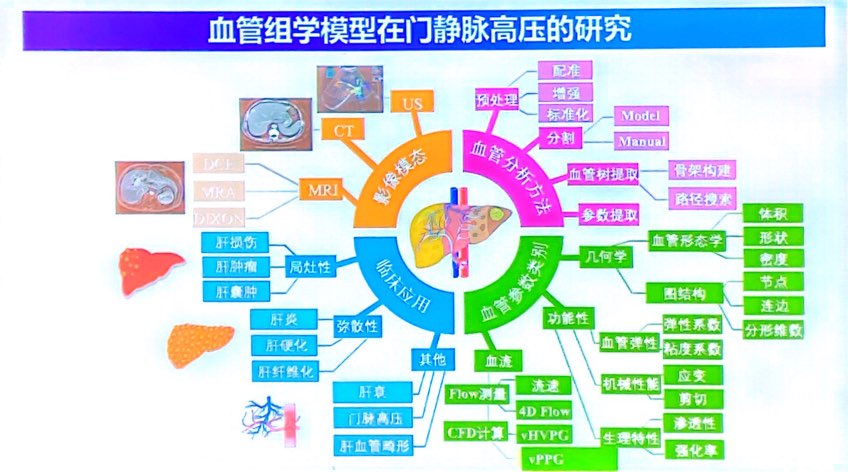 血管组学模型在门静脉高压的研究
影像模态
US
CT
MRI
DCE
MRA
DIXON
血管分析方法
预处理
配准
增强
标准化
分割
Model
Manual
血管树提取
骨架构建
路径搜索
参数提取
临床应用
局灶性
肝损伤
肝肿瘤
肝囊肿
弥散性
肝炎
肝硬化
肝纤维化
其他
肝衰
门脉高压
肝血管畸形
血管参数类别
几何学
血管形态学
体积
形状
密度
图结构
节点
连边
分形维数
功能性
血管弹性
弹性系数
粘度系数
机械性能
应变
剪切
生理特性
渗透性
强化率
血流
Flow测量
流速
4D Flow
CFD计算
vHVPG
vPPG